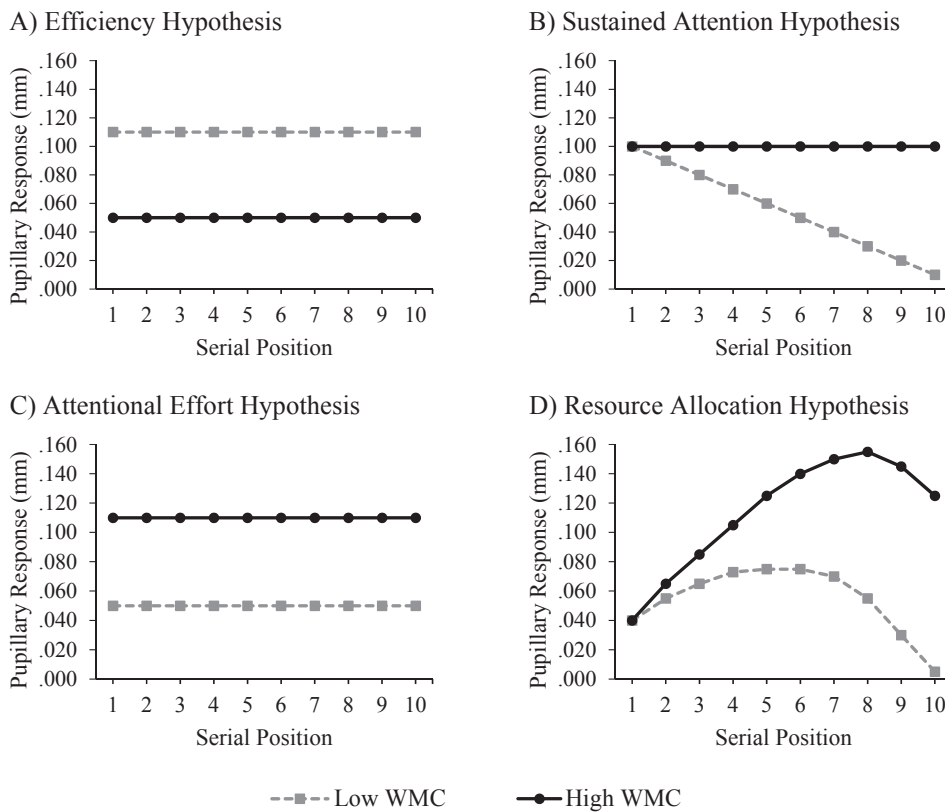 A) Efficiency Hypothesis
Pupillary Response (mm)
.160
.140
.120
.100
.080
.060
.040
.020
.000
1 2 3 4 5 6 7 8 9 10
Serial Position
B) Sustained Attention Hypothesis
Pupillary Response (mm)
.160
.140
.120
.100
.080
.060
.040
.020
.000
1 2 3 4 5 6 7 8 9 10
Serial Position
C) Attentional Effort Hypothesis
Pupillary Response (mm)
.160
.140
.120
.100
.080
.060
.040
.020
.000
1 2 3 4 5 6 7 8 9 10
Serial Position
D) Resource Allocation Hypothesis
Pupillary Response (mm)
.160
.140
.120
.100
.080
.060
.040
.020
.000
1 2 3 4 5 6 7 8 9 10
Serial Position
Low WMC High WMC